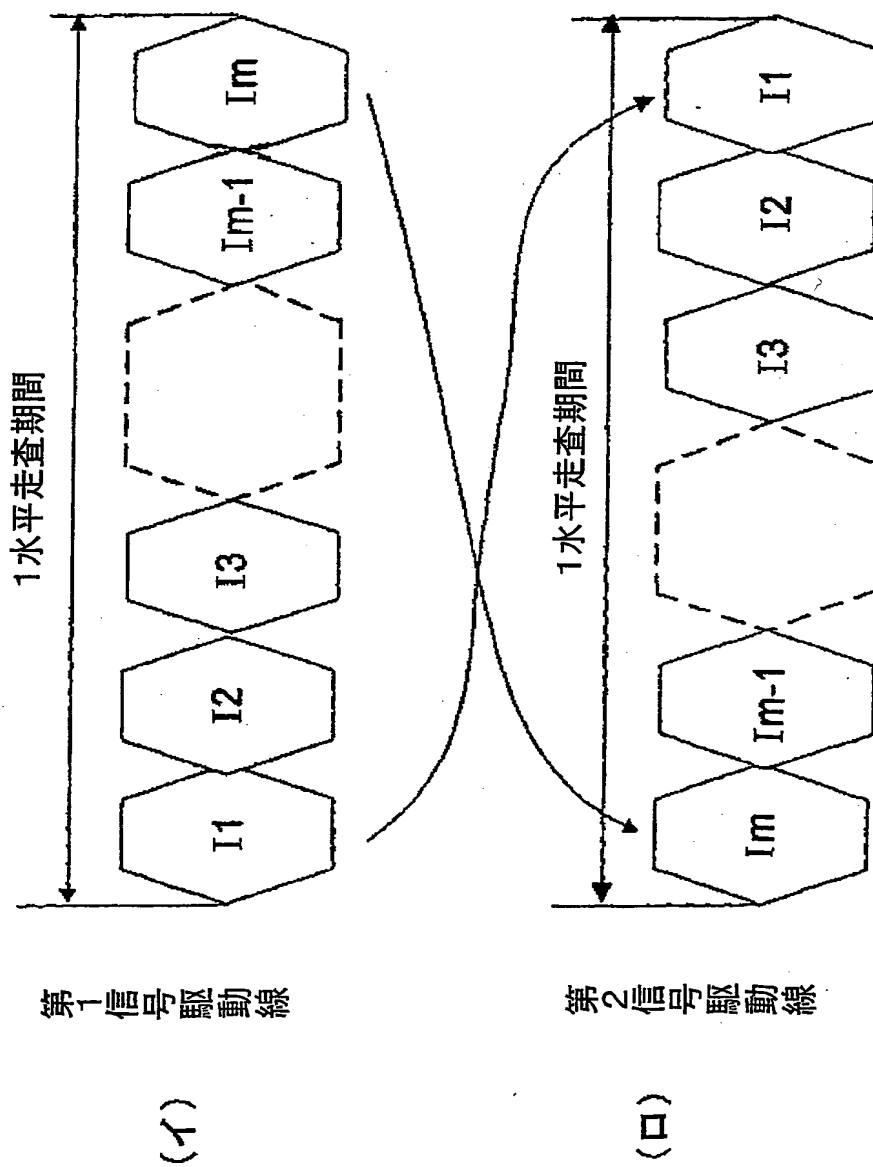 (イ)
第1信号駆動線
1水平走査期間
I1
I2
I3
Im-1
Im
(ロ)
第2信号駆動線
1水平走査期間
Im
Im-1
I3
I2
I1